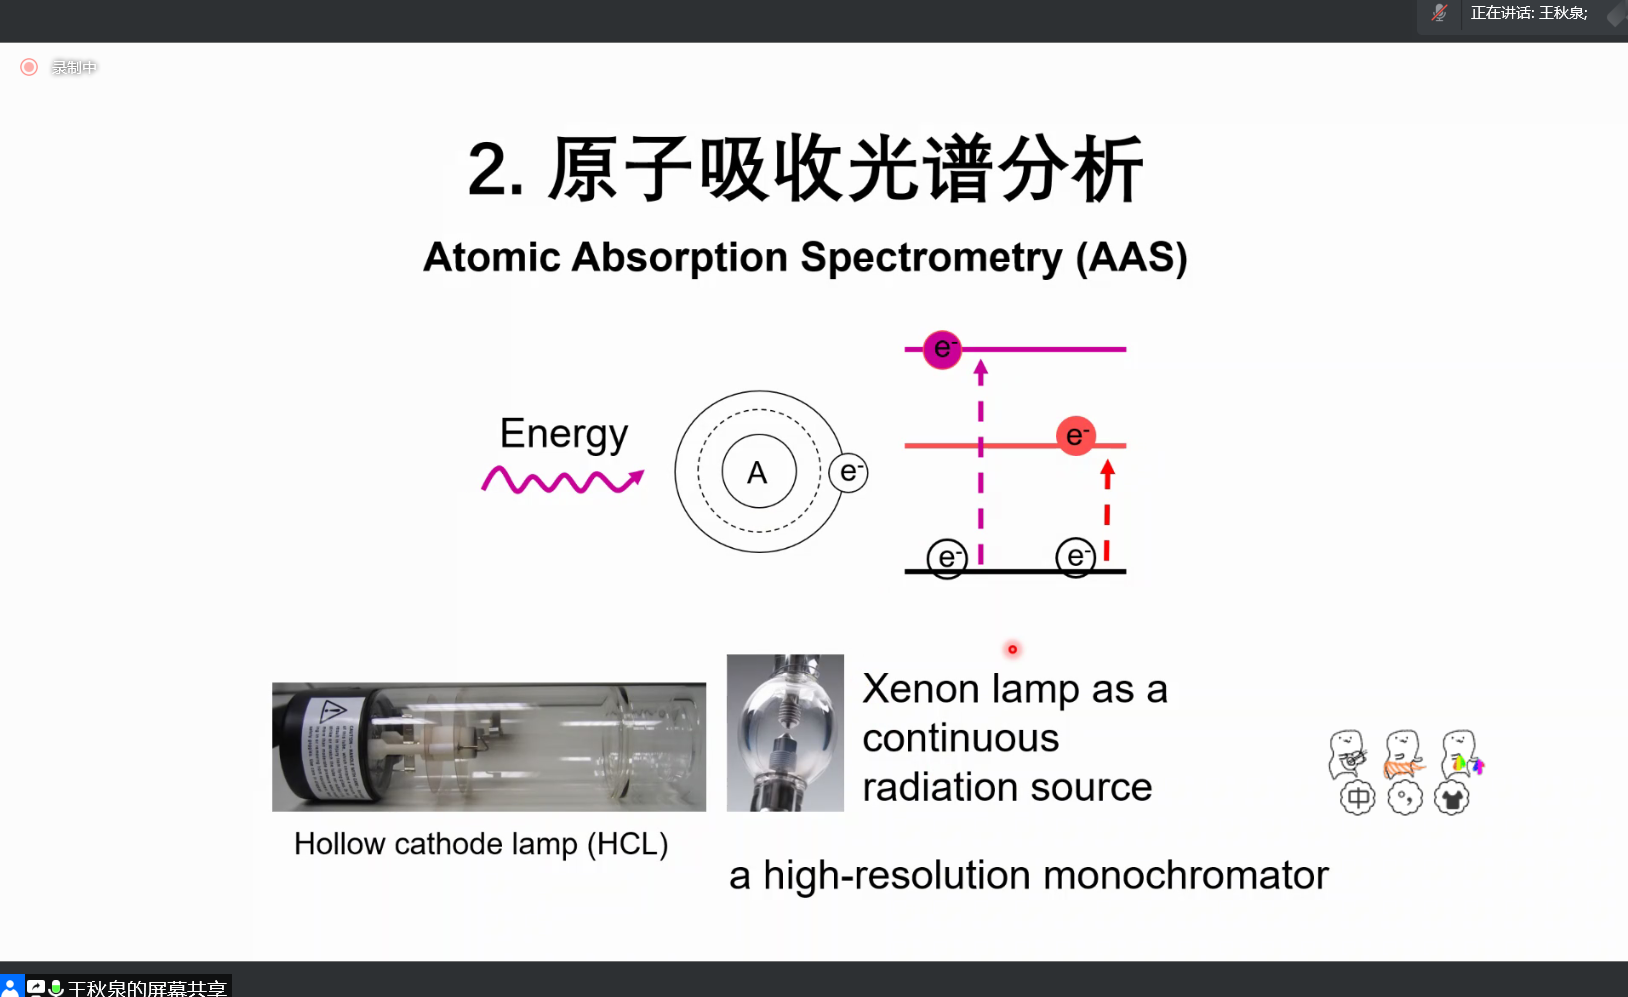 正在讲话: 王秋泉;
录制中
2. 原子吸收光谱分析
Atomic Absorption Spectrometry (AAS)
e-
Energy
e-
A
e-
e-
e-
Xenon lamp as a
continuous
radiation source
中
Hollow cathode lamp (HCL)
a high-resolution monochromator
王秋泉的屏幕共享